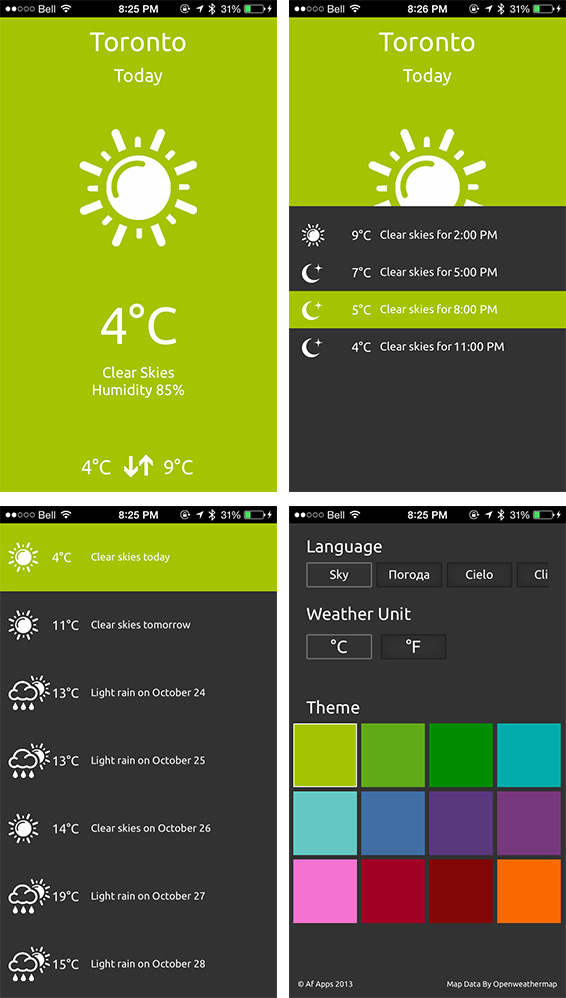 Bell 8:25 PM 31%
Toronto
Today
4°C
Clear Skies
Humidity 85%
4°C 9°C
Bell 8:26 PM 31%
Toronto
Today
9°C Clear skies for 2:00 PM
7°C Clear skies for 5:00 PM
5°C Clear skies for 8:00 PM
4°C Clear skies for 11:00 PM
Bell 8:25 PM 31%
4°C Clear skies today
11°C Clear skies tomorrow
13°C Light rain on October 24
13°C Light rain on October 25
14°C Clear skies on October 26
19°C Light rain on October 27
15°C Light rain on October 28
Bell 8:25 PM 31%
Language
Sky Погода Cielo Cli
Weather Unit
°C °F
Theme
© Af Apps 2013 Map Data By Openweathermap